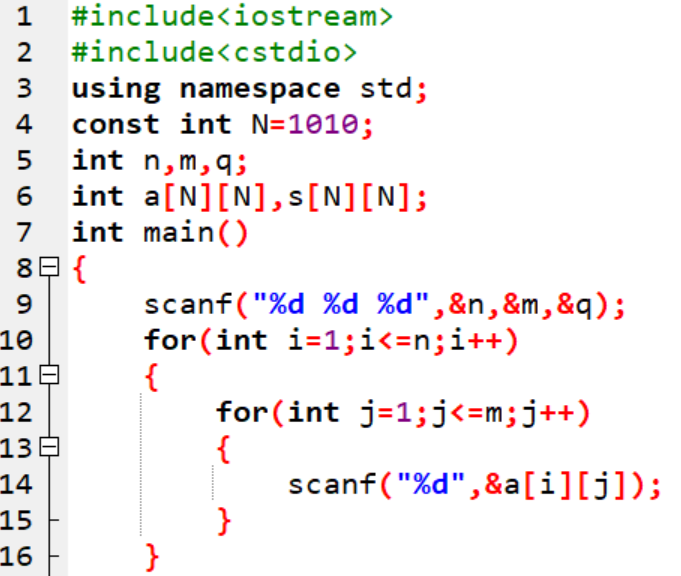 1 #include<iostream>
2 #include<cstdio>
3 using namespace std;
4 const int N=1010;
5 int n,m,q;
6 int a[N][N],s[N][N];
7 int main()
8 {
9     scanf("%d %d %d",&n,&m,&q);
10     for(int i=1;i<=n;i++)
11     {
12         for(int j=1;j<=m;j++)
13         {
14             scanf("%d",&a[i][j]);
15         }
16     }